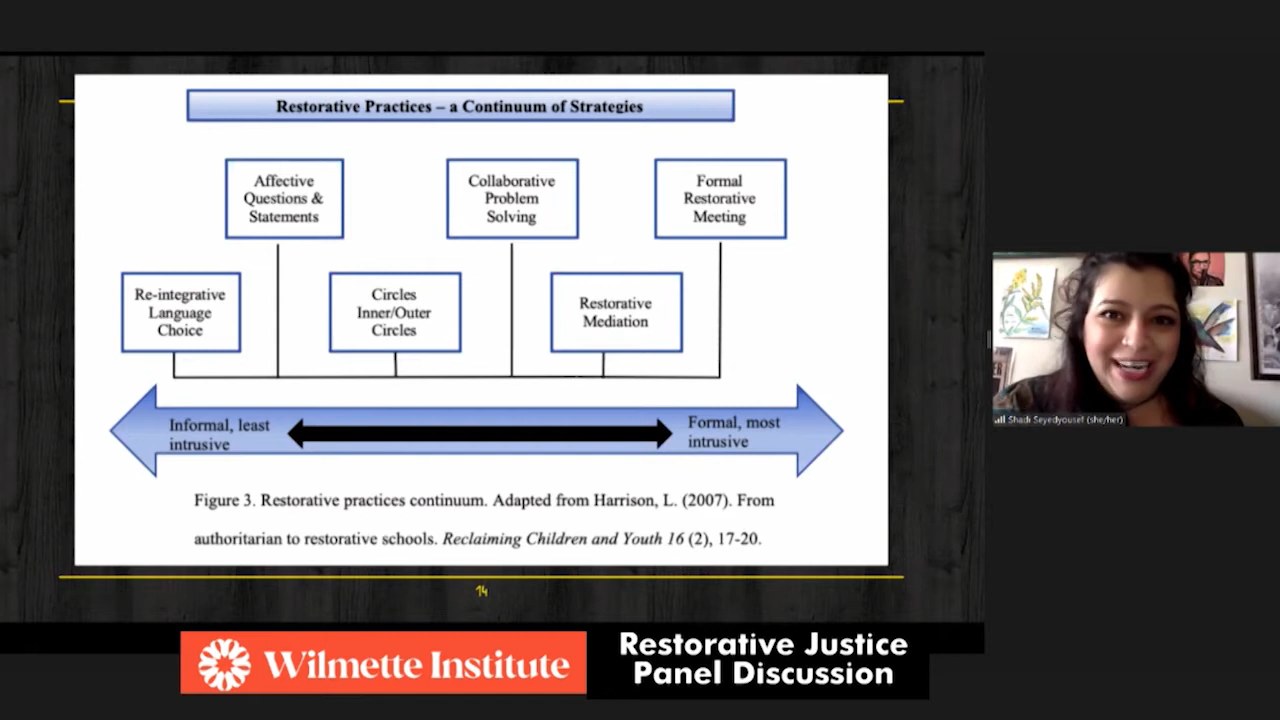 Restorative Practices – a Continuum of Strategies
Affective
Questions &
Statements
Collaborative
Problem
Solving
Formal
Restorative
Meeting
Re-integrative
Language
Choice
Circles
Inner/Outer
Circles
Restorative
Mediation
Informal, least
intrusive
Formal, most
intrusive
Figure 3. Restorative practices continuum. Adapted from Harrison, L. (2007). From
authoritarian to restorative schools. Reclaiming Children and Youth 16 (2), 17-20.
14
Shadi Seyedyousef (she/her)
Wilmette Institute
Restorative Justice
Panel Discussion